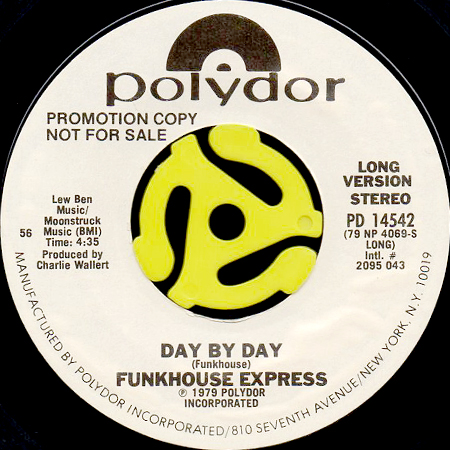 polydor
PROMOTION COPY
NOT FOR SALE
LONG
VERSION
STEREO
PD 14542
(79 NP 4069-S
LONG)
Intl. #
2095 043
Lew Ben
Music/
Moonstruck
Music (BMI)
Time: 4:35
Produced by
Charlie Wallert
56
DAY BY DAY
(Funkhouse)
FUNKHOUSE EXPRESS
℗ 1979 POLYDOR
INCORPORATED
MANUFACTURED BY POLYDOR INCORPORATED/810 SEVENTH AVENUE/NEW YORK, N.Y. 10019